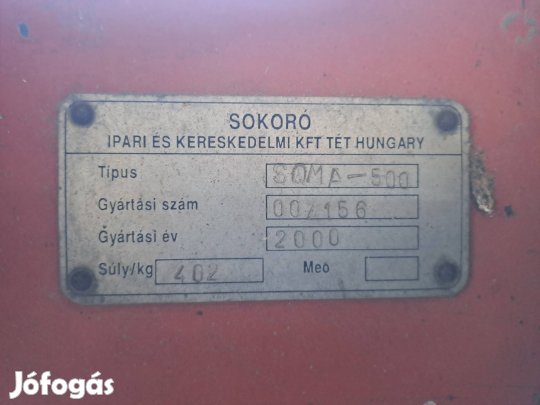 SOKORÓ
IPARI ÉS KERESKEDELMI KFT TÉT HUNGARY
Típus SOMA-500
Gyártási szám 00/156
Gyártási év 2000
Súly/kg 402 Meó
Jófogás